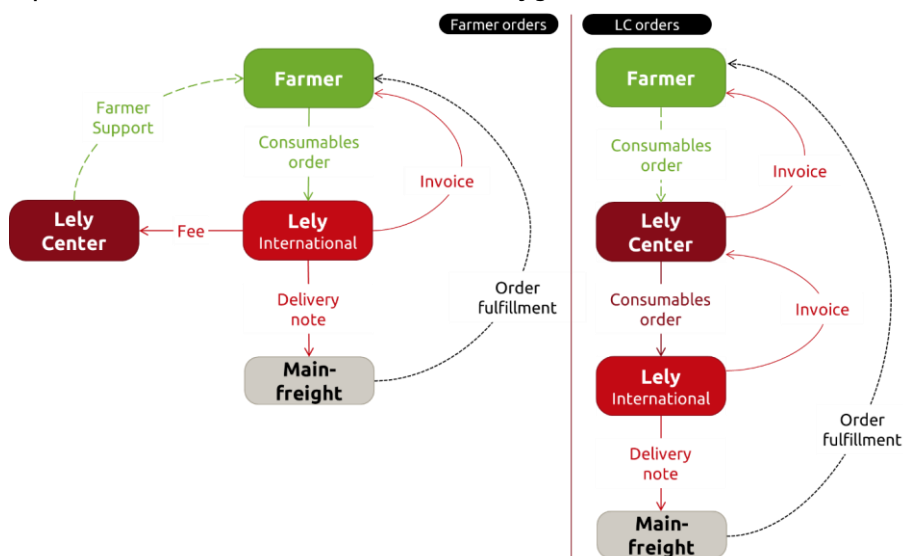 Farmer orders
Farmer
Farmer
Support
Consumables
order
Invoice
Lely
Center
Fee
Lely
International
Order
fulfillment
Delivery
note
Main-
freight
LC orders
Farmer
Consumables
order
Invoice
Lely
Center
Consumables
order
Invoice
Lely
International
Order
fulfillment
Delivery
note
Main-
freight